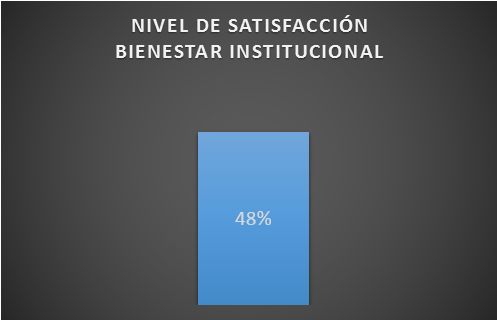 NIVEL DE SATISFACCIÓN
BIENESTAR INSTITUCIONAL
48%